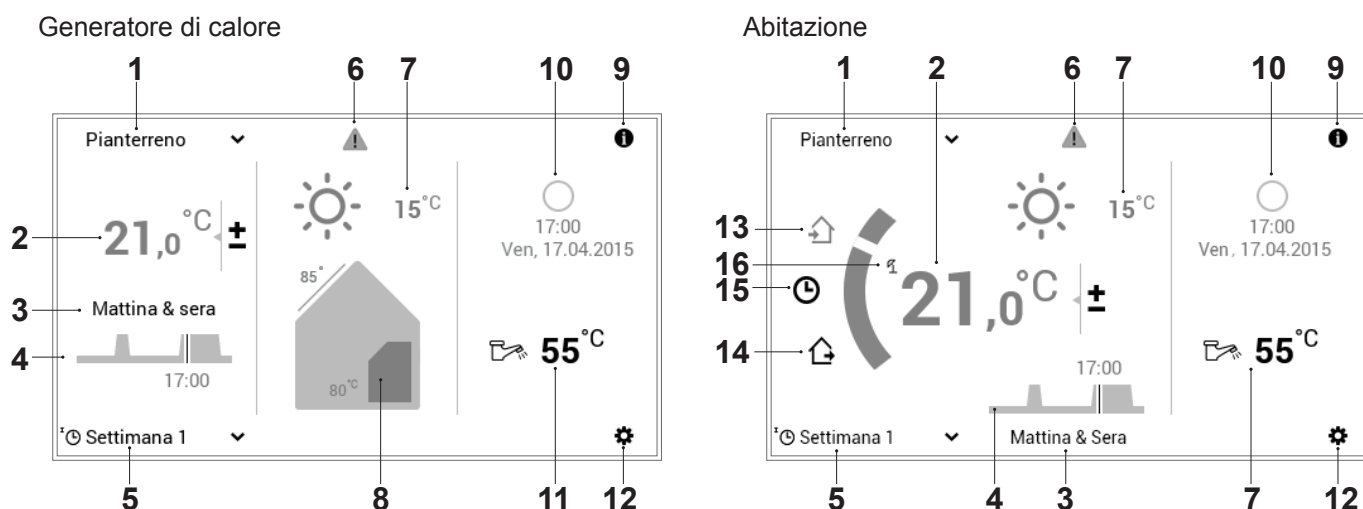 Generatore di calore
1 6 7 10 9
Pianterreno
15°C
17:00
Ven, 17.04.2015
2 21,0 °C ±
85°
3 Mattina & sera
4
17:00
80°C
55°C
Settimana 1
5 8 11 12
Abitazione
1 2 6 7 10 9
Pianterreno
15°C
13
17:00
Ven, 17.04.2015
16
15
21,0 °C ±
14
55°C
17:00
Settimana 1
Mattina & Sera
5 4 3 7 12